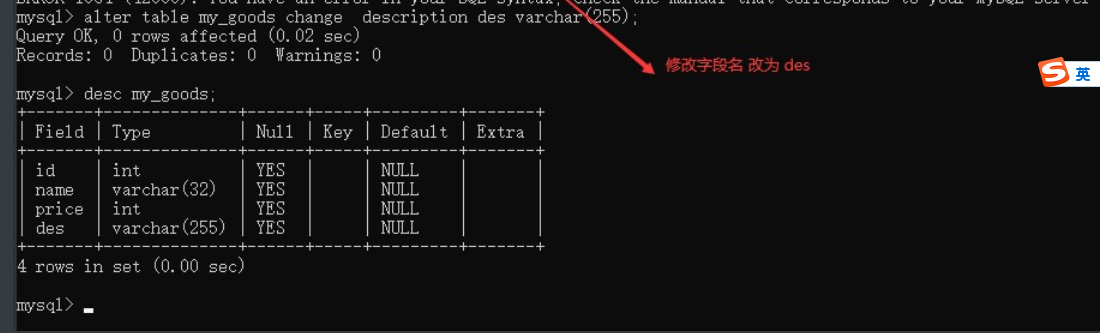 ERROR 1064 (42000): You have an error in your SQL syntax; check the manual that corresponds to your MySQL server
mysql> alter table my_goods change  description des varchar(255);
Query OK, 0 rows affected (0.02 sec)
Records: 0  Duplicates: 0  Warnings: 0
修改字段名 改为 des
英
mysql> desc my_goods;
+-------+--------------+------+-----+---------+-------+
| Field | Type         | Null | Key | Default | Extra |
+-------+--------------+------+-----+---------+-------+
| id    | int          | YES  |     | NULL    |       |
| name  | varchar(32)  | YES  |     | NULL    |       |
| price | int          | YES  |     | NULL    |       |
| des   | varchar(255) | YES  |     | NULL    |       |
+-------+--------------+------+-----+---------+-------+
4 rows in set (0.00 sec)
mysql>